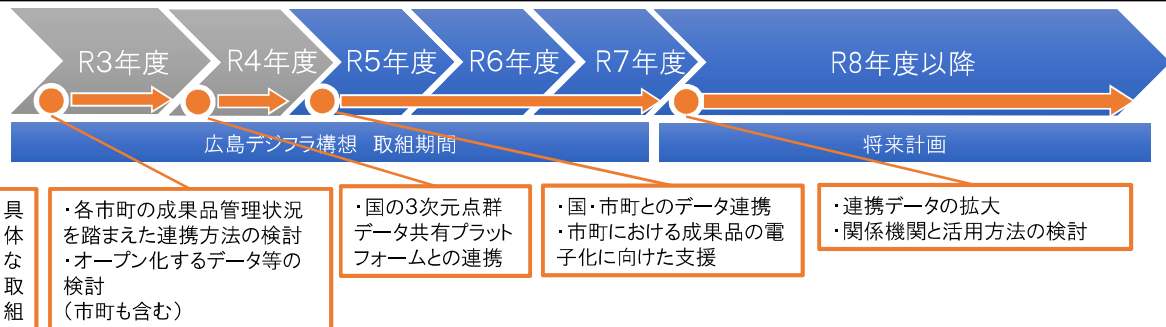 R3年度
R4年度
R5年度
R6年度
R7年度
R8年度以降
広島デジフラ構想 取組期間
将来計画
具体な取組
・各市町の成果品管理状況
を踏まえた連携方法の検討
・オープン化するデータ等の
検討
（市町も含む）
・国の3次元点群
データ共有プラット
フォームとの連携
・国・市町とのデータ連携
・市町における成果品の電
子化に向けた支援
・連携データの拡大
・関係機関と活用方法の検討